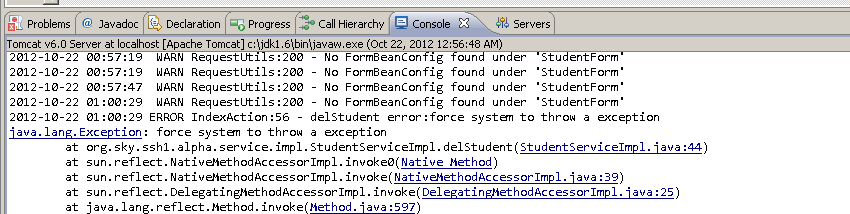 Problems @ Javadoc Declaration Progress Call Hierarchy Console Servers
Tomcat v6.0 Server at localhost [Apache Tomcat] c:\jdk1.6\bin\javaw.exe (Oct 22, 2012 12:56:48 AM)
2012-10-22 00:57:19  WARN RequestUtils:200 - No FormBeanConfig found under 'StudentForm'
2012-10-22 00:57:19  WARN RequestUtils:200 - No FormBeanConfig found under 'StudentForm'
2012-10-22 00:57:47  WARN RequestUtils:200 - No FormBeanConfig found under 'StudentForm'
2012-10-22 01:00:29  WARN RequestUtils:200 - No FormBeanConfig found under 'StudentForm'
2012-10-22 01:00:29 ERROR IndexAction:56 - delStudent error:force system to throw a exception
java.lang.Exception: force system to throw a exception
at org.sky.ssh1.alpha.service.impl.StudentServiceImpl.delStudent(StudentServiceImpl.java:44)
at sun.reflect.NativeMethodAccessorImpl.invoke0(Native Method)
at sun.reflect.NativeMethodAccessorImpl.invoke(NativeMethodAccessorImpl.java:39)
at sun.reflect.DelegatingMethodAccessorImpl.invoke(DelegatingMethodAccessorImpl.java:25)
at java.lang.reflect.Method.invoke(Method.java:597)